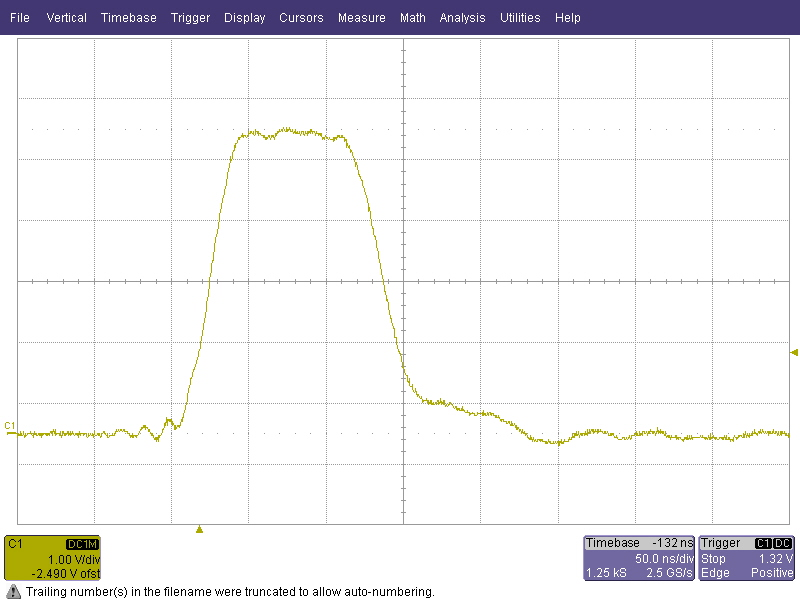 File Vertical Timebase Trigger Display Cursors Measure Math Analysis Utilities Help
C1
C1 DC1M
1.00 V/div
-2.490 V ofst
Timebase -132 ns
50.0 ns/div
1.25 kS 2.5 GS/s
Trigger C1 DC
Stop 1.32 V
Edge Positive
Trailing number(s) in the filename were truncated to allow auto-numbering.